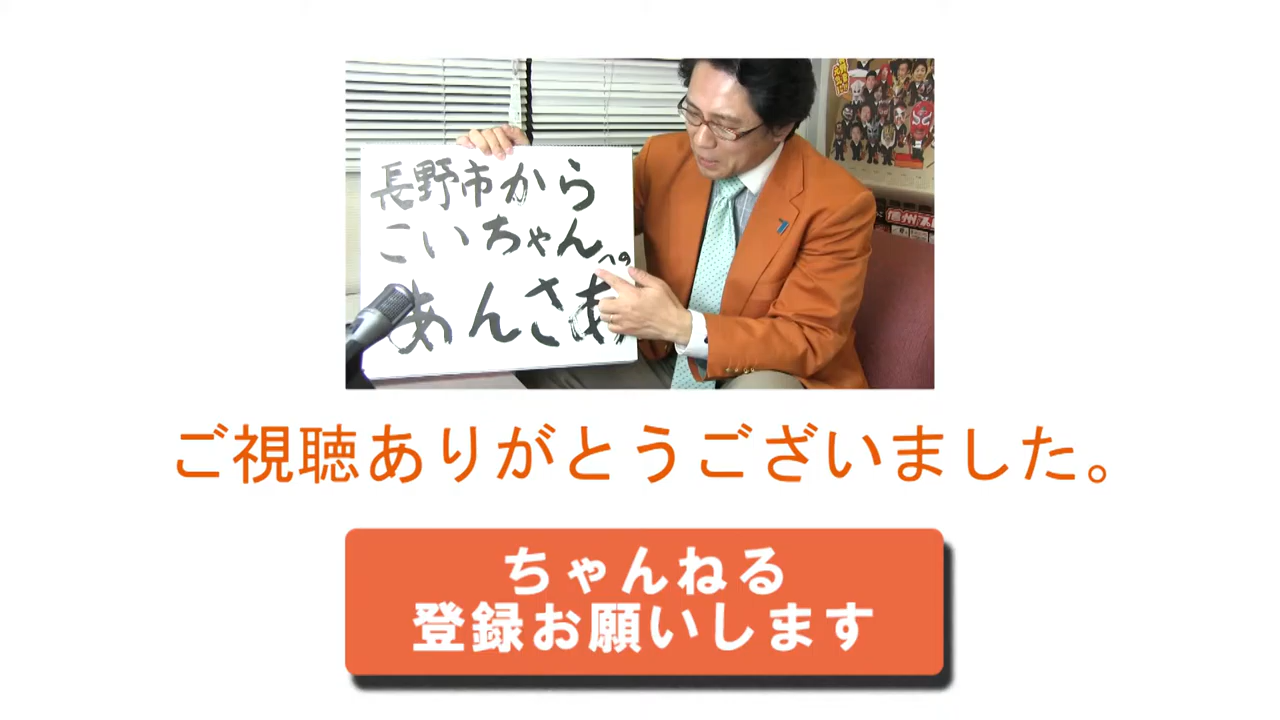 長野市から
こいちゃんへの
あんさあ
ご視聴ありがとうございました。
ちゃんねる
登録お願いします